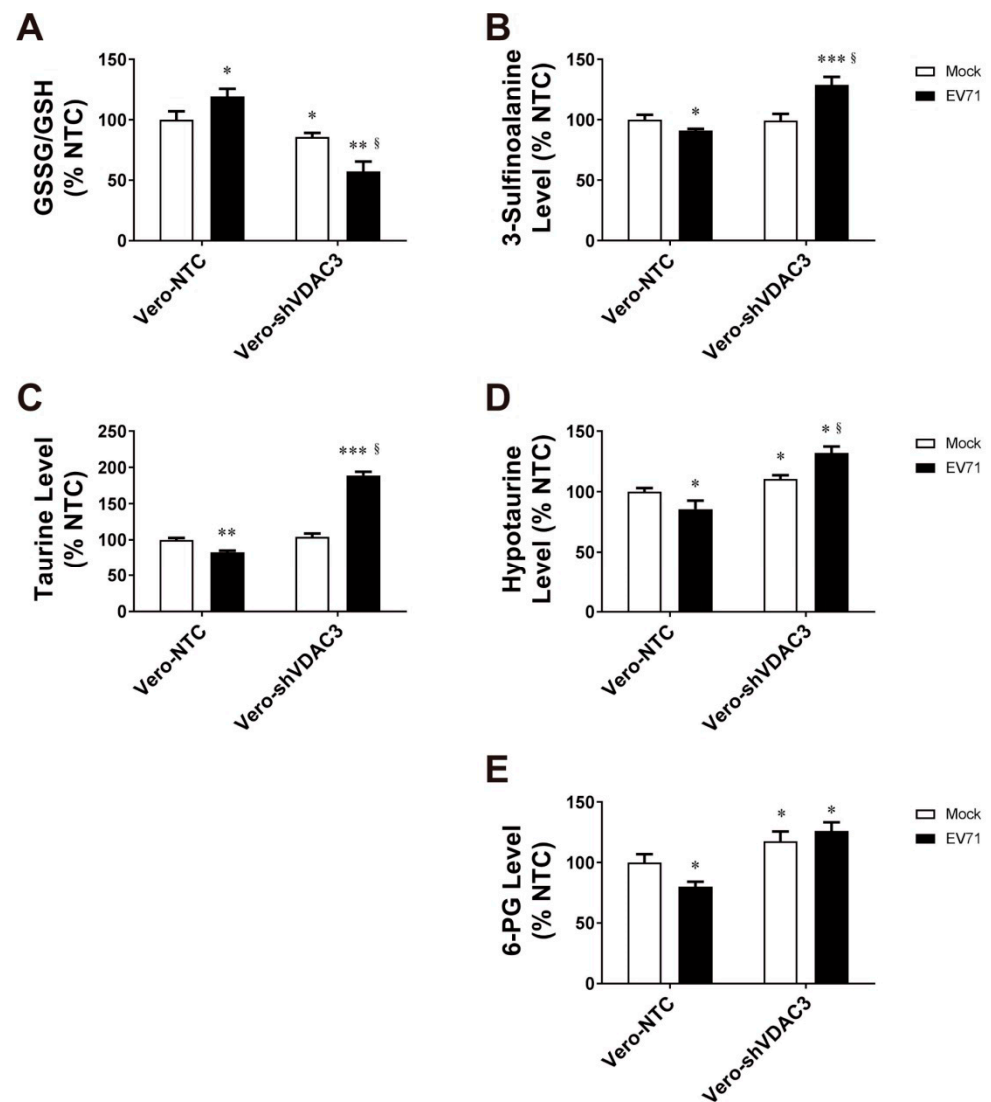 A
GSSG/GSH
(% NTC)
150
100
50
0
*
*
** §
Vero-NTC
Vero-shVDAC3
B
3-Sulfinoalanine
Level (% NTC)
150
100
50
0
*
*** §
Vero-NTC
Vero-shVDAC3
Mock
EV71
C
Taurine Level
(% NTC)
250
200
150
100
50
0
**
*** §
Vero-NTC
Vero-shVDAC3
D
Hypotaurine
Level (% NTC)
150
100
50
0
*
*
* §
Vero-NTC
Vero-shVDAC3
Mock
EV71
E
6-PG Level
(% NTC)
150
100
50
0
*
*
*
Vero-NTC
Vero-shVDAC3
Mock
EV71